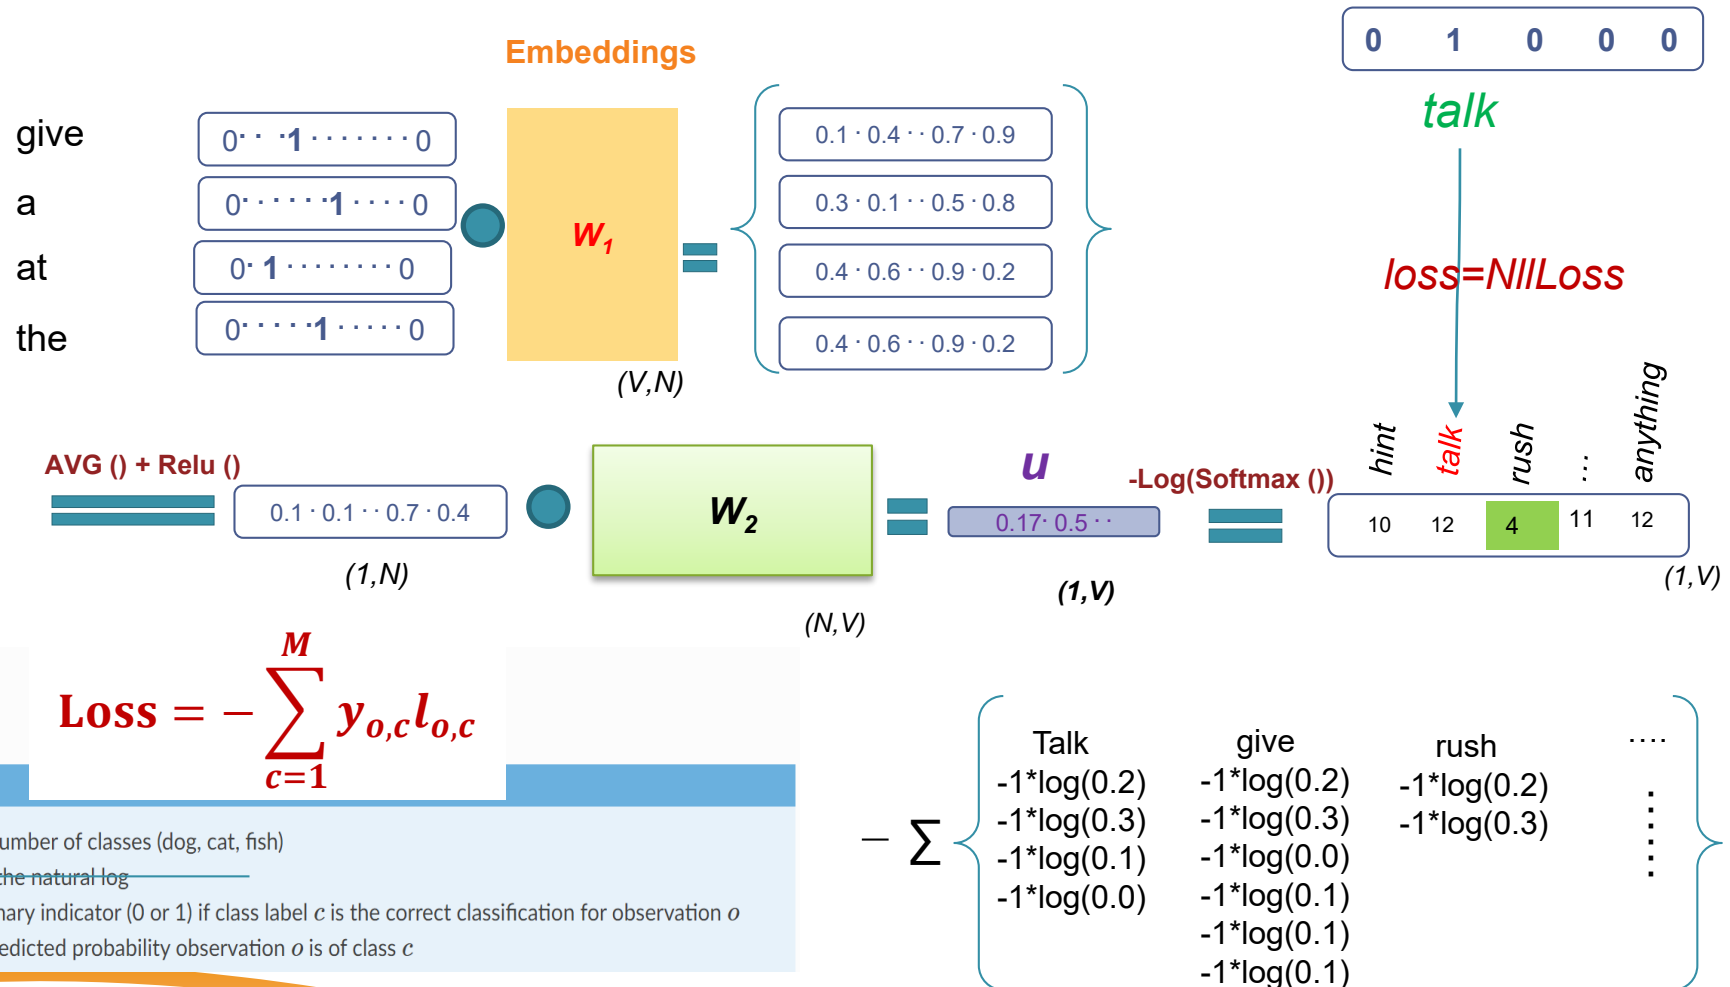 Embeddings
0 1 0 0 0
talk
give
0· · ·1 · · · · · · · 0
0.1 · 0.4 · · 0.7 · 0.9
a
0· · · · · ·1 · · · · 0
W1
0.3 · 0.1 · · 0.5 · 0.8
at
0· 1 · · · · · · · · 0
0.4 · 0.6 · · 0.9 · 0.2
loss=NllLoss
the
0· · · · ·1 · · · · · 0
0.4 · 0.6 · · 0.9 · 0.2
(V,N)
hint talk rush ... anything
AVG () + Relu ()
0.1 · 0.1 · · 0.7 · 0.4
(1,N)
W2
(N,V)
u
0.17· 0.5 · ·
(1,V)
-Log(Softmax ())
10 12 4 11 12
(1,V)
Loss = − ∑ y_{o,c} l_{o,c}
M
c=1
umber of classes (dog, cat, fish)
the natural log
nary indicator (0 or 1) if class label c is the correct classification for observation o
redicted probability observation o is of class c
− ∑
Talk
-1*log(0.2)
-1*log(0.3)
-1*log(0.1)
-1*log(0.0)
give
-1*log(0.2)
-1*log(0.3)
-1*log(0.0)
-1*log(0.1)
-1*log(0.1)
-1*log(0.1)
rush
-1*log(0.2)
-1*log(0.3)
....